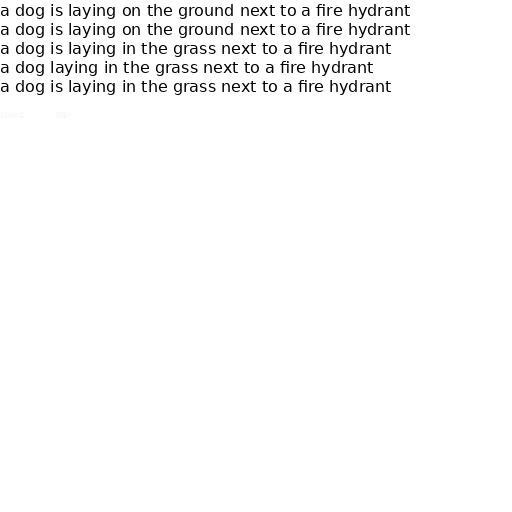 a dog is laying on the ground next to a fire hydrant
a dog is laying on the ground next to a fire hydrant
a dog is laying in the grass next to a fire hydrant
a dog laying in the grass next to a fire hydrant
a dog is laying in the grass next to a fire hydrant